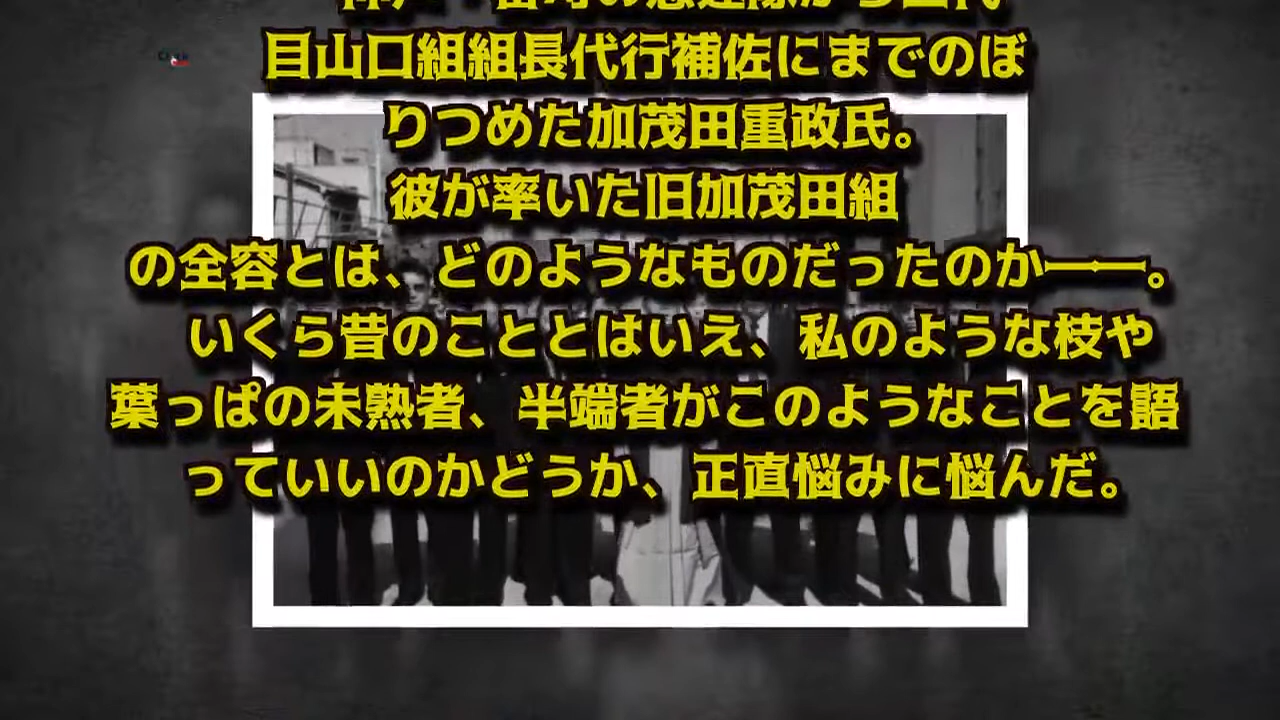 目山口組組長代行補佐にまでのぼ
りつめた加茂田重政氏。
彼が率いた旧加茂田組
の全容とは、どのようなものだったのか――。
いくら昔のこととはいえ、私のような枝や
葉っぱの未熟者、半端者がこのようなことを語
っていいのかどうか、正直悩みに悩んだ。